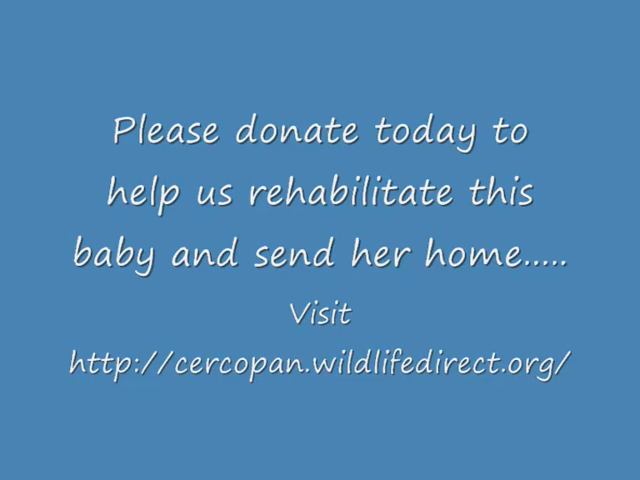 Please donate today to
help us rehabilitate this
baby and send her home.....
Visit
http://cercopan.wildlifedirect.org/